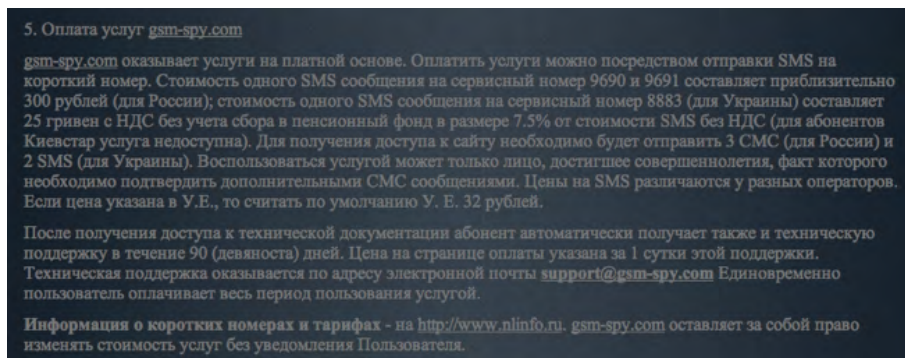 5. Оплата услуг gsm-spy.com
gsm-spy.com оказывает услуги на платной основе. Оплатить услуги можно посредством отправки SMS на
короткий номер. Стоимость одного SMS сообщения на сервисный номер 9690 и 9691 составляет приблизительно
300 рублей (для России); стоимость одного SMS сообщения на сервисный номер 8883 (для Украины) составляет
25 гривен с НДС без учета сбора в пенсионный фонд в размере 7.5% от стоимости SMS без НДС (для абонентов
Киевстар услуга недоступна). Для получения доступа к сайту необходимо будет отправить 3 СМС (для России) и
2 SMS (для Украины). Воспользоваться услугой может только лицо, достигшее совершеннолетия, факт которого
необходимо подтвердить дополнительными СМС сообщениями. Цены на SMS различаются у разных операторов.
Если цена указана в У.Е., то считать по умолчанию У. Е. 32 рублей.
После получения доступа к технической документации абонент автоматически получает также и техническую
поддержку в течение 90 (девяноста) дней. Цена на странице оплаты указана за 1 сутки этой поддержки.
Техническая поддержка оказывается по адресу электронной почты support@gsm-spy.com Единовременно
пользователь оплачивает весь период пользования услугой.
Информация о коротких номерах и тарифах - на http://www.nlinfo.ru. gsm-spy.com оставляет за собой право
изменять стоимость услуг без уведомления Пользователя.